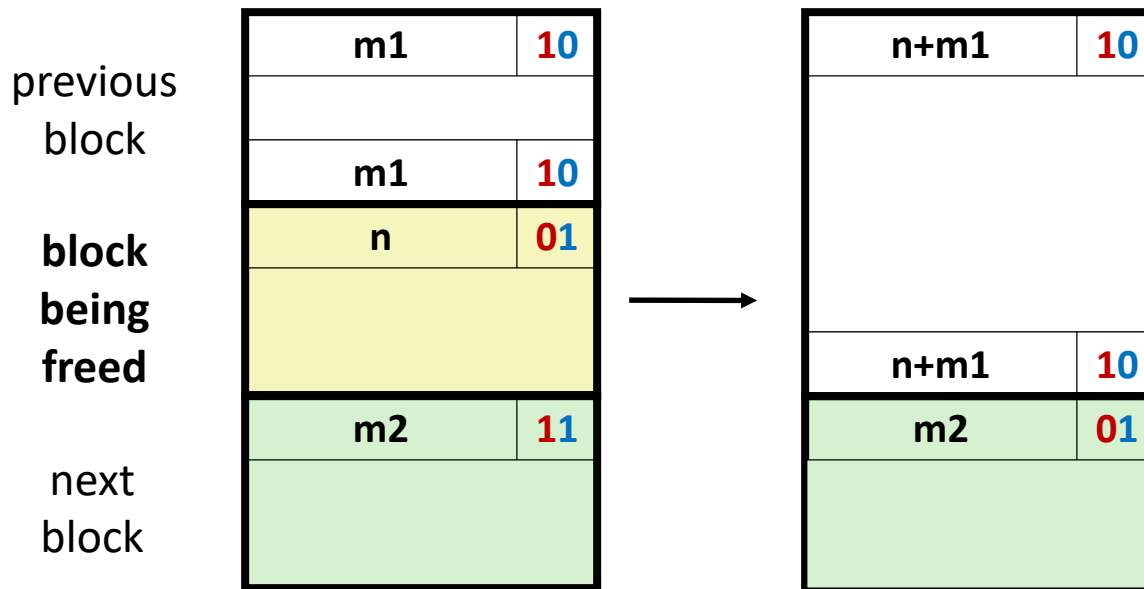 previous
block
block
being
freed
next
block
m1 10
m1 10
n 01
m2 11
n+m1 10
n+m1 10
m2 01